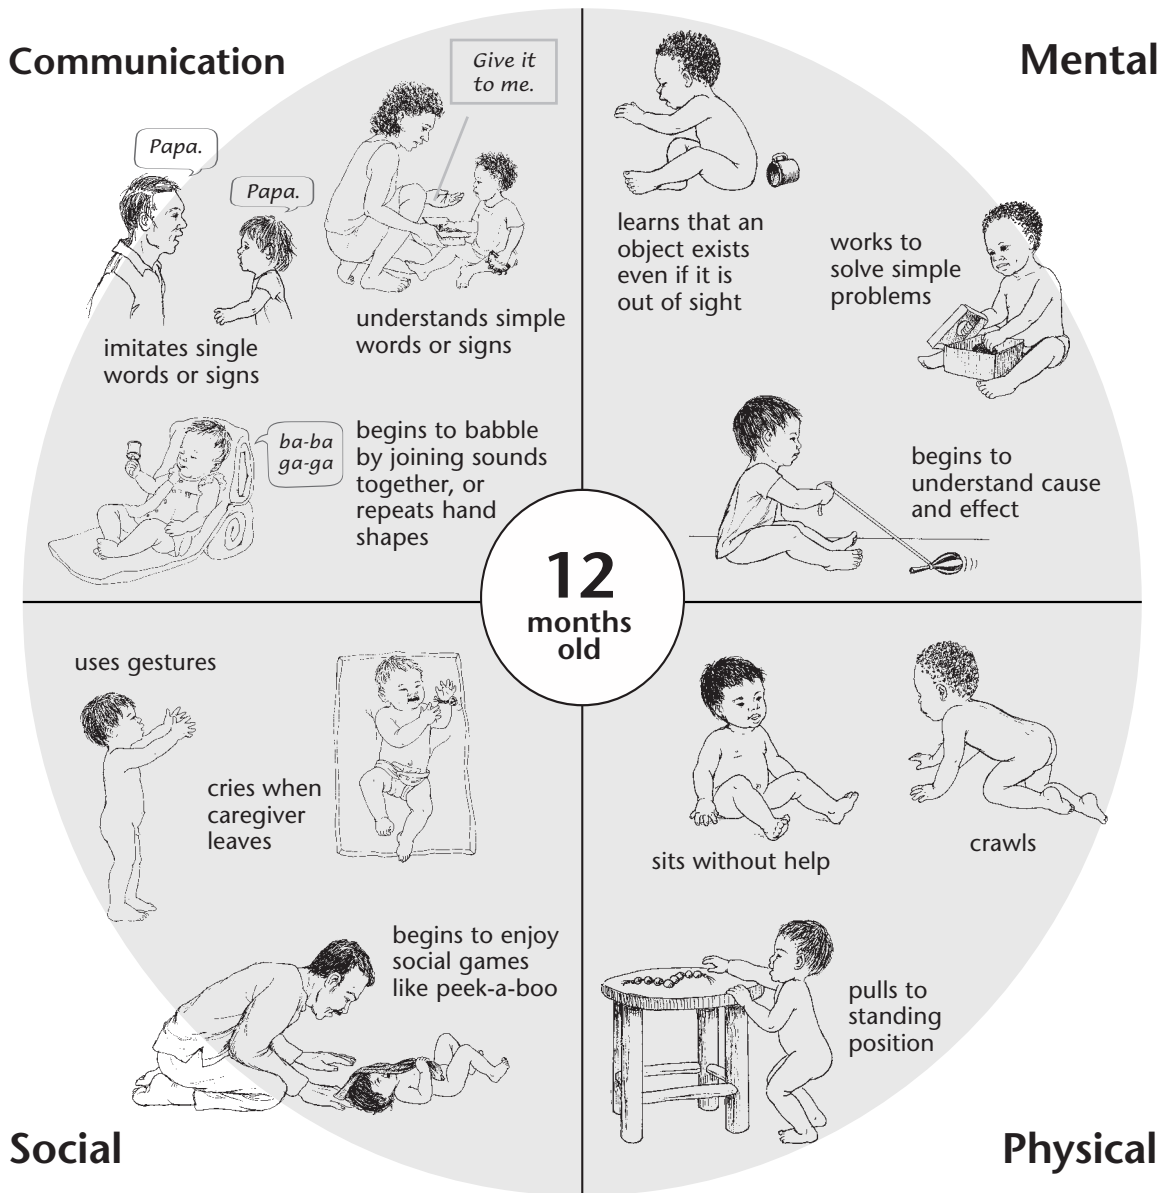 Communication
Give it
to me.
Papa.
Papa.
understands simple
words or signs
imitates single
words or signs
ba-ba
ga-ga
begins to babble
by joining sounds
together, or
repeats hand
shapes
Mental
learns that an
object exists
even if it is
out of sight
works to
solve simple
problems
begins to
understand cause
and effect
12
months
old
uses gestures
cries when
caregiver
leaves
begins to enjoy
social games
like peek-a-boo
Social
sits without help
crawls
pulls to
standing
position
Physical